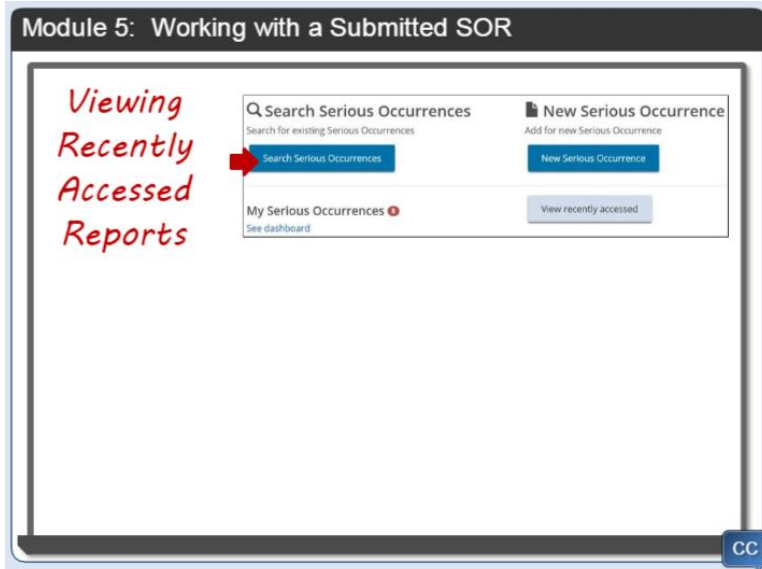 Module 5: Working with a Submitted SOR
Viewing
Recently
Accessed
Reports
Search Serious Occurrences
Search for existing Serious Occurrences
Search Serious Occurrences
New Serious Occurrence
Add for new Serious Occurrence
New Serious Occurrence
My Serious Occurrences
See dashboard
View recently accessed
CC